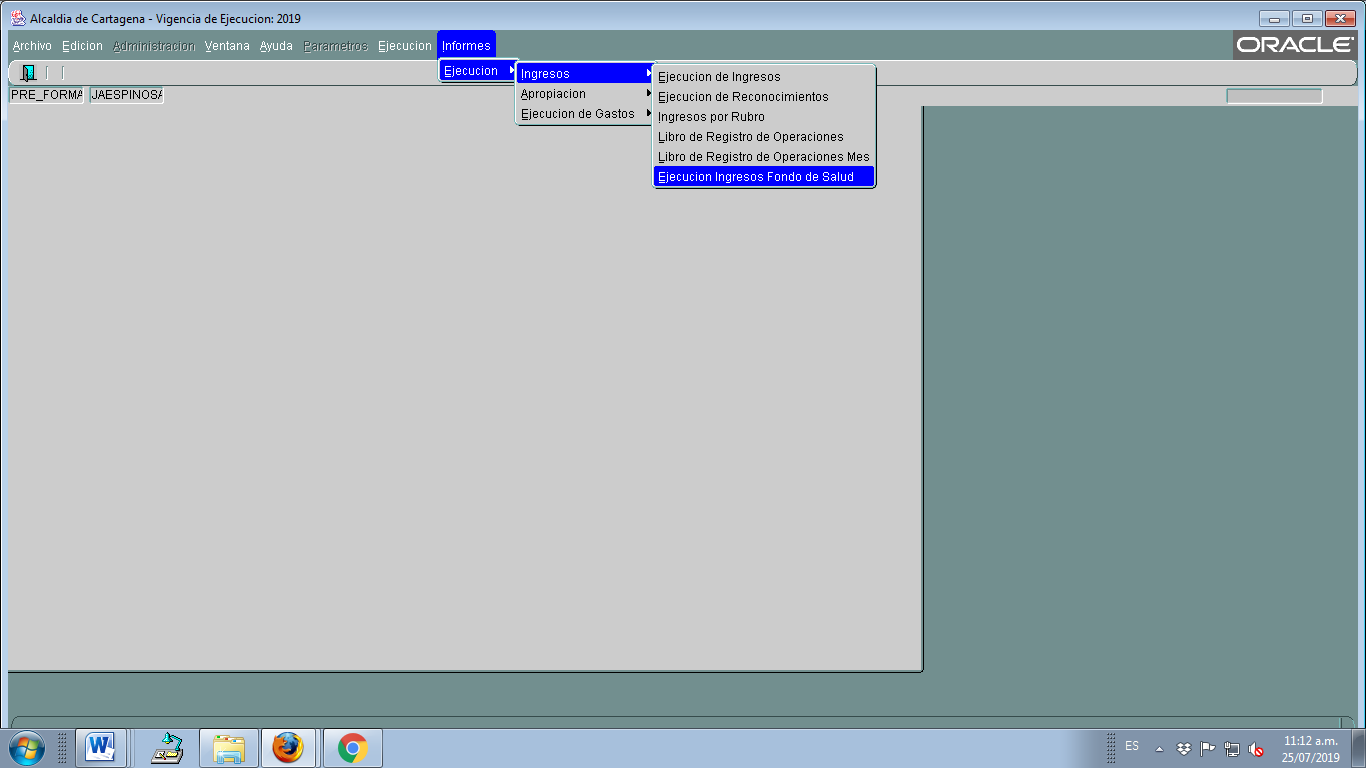 Alcaldia de Cartagena - Vigencia de Ejecucion: 2019
Archivo Edicion Administracion Ventana Ayuda Parametros Ejecucion Informes
ORACLE
Ejecucion
Ingresos
Apropiacion
Ejecucion de Gastos
Ejecucion de Ingresos
Ejecucion de Reconocimientos
Ingresos por Rubro
Libro de Registro de Operaciones
Libro de Registro de Operaciones Mes
Ejecucion Ingresos Fondo de Salud
PRE_FORMA JAESPINOSA
ES
11:12 a.m.
25/07/2019